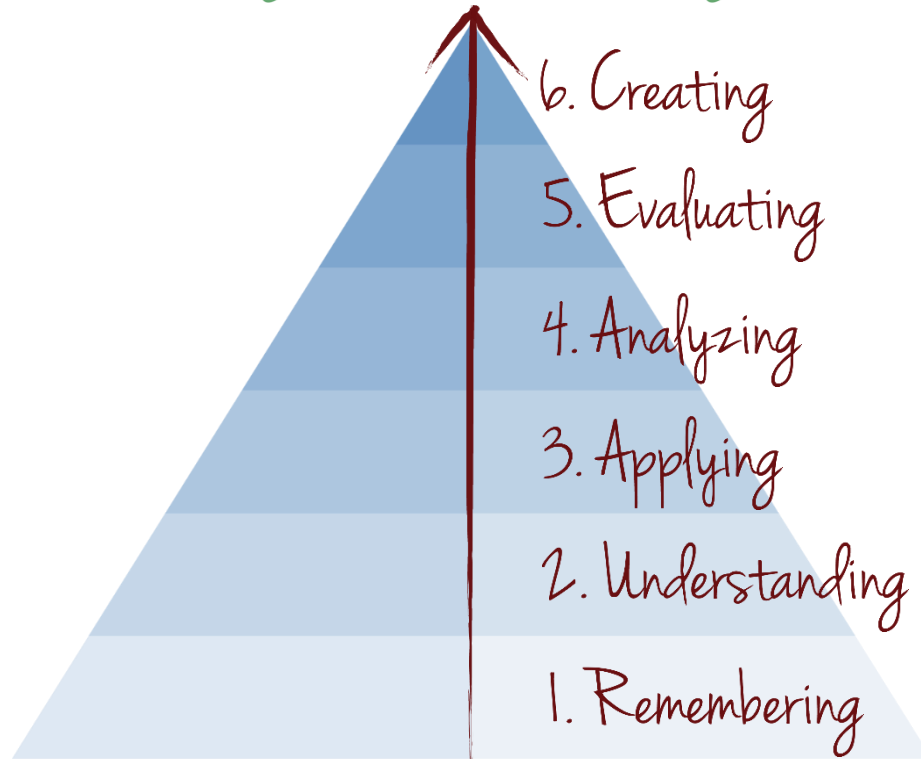 6. Creating
5. Evaluating
4. Analyzing
3. Applying
2. Understanding
1. Remembering